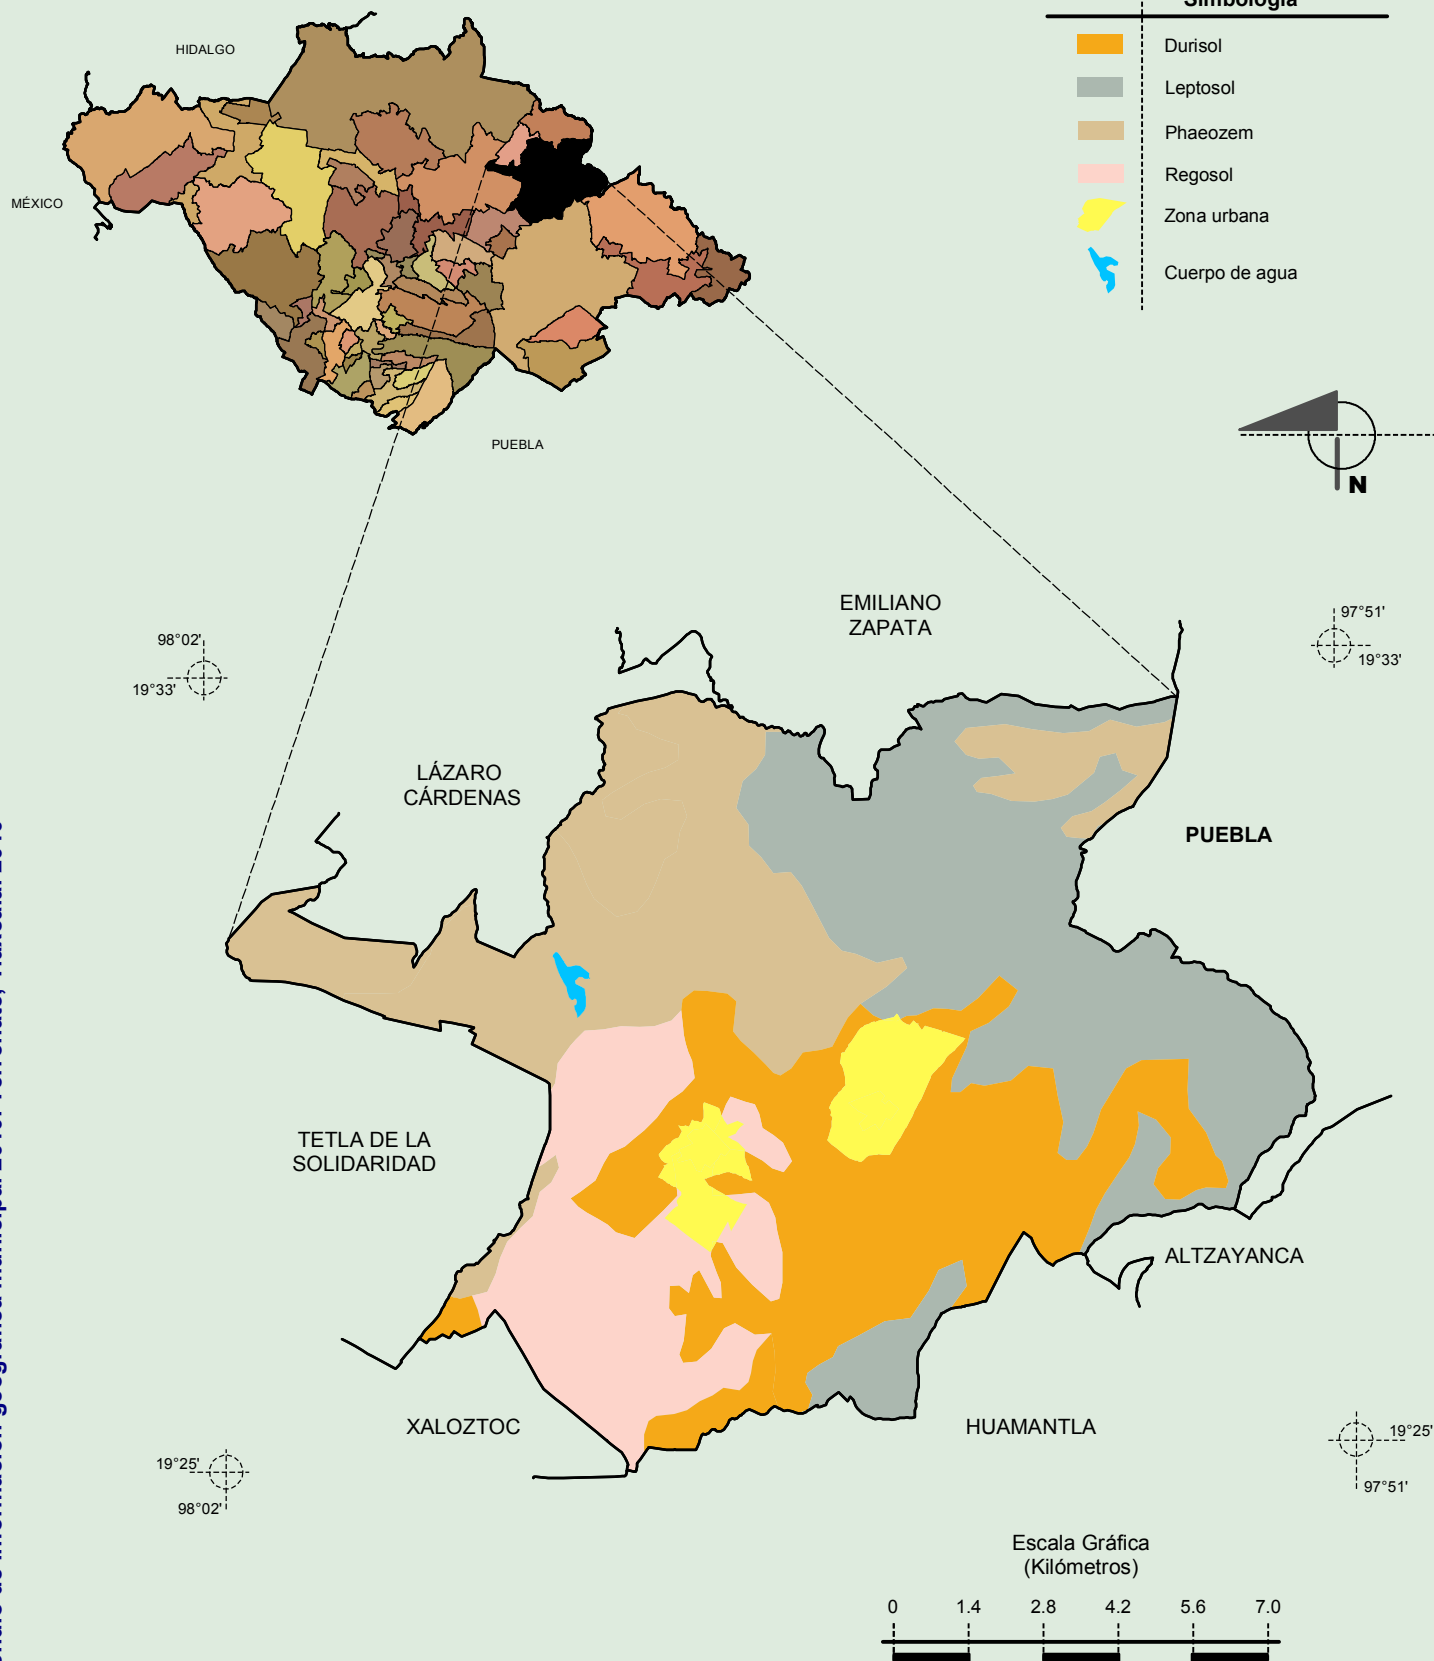 Simbología
HIDALGO
Durisol
Leptosol
Phaeozem
Regosol
MÉXICO
Zona urbana
Cuerpo de agua
PUEBLA
N
EMILIANO
ZAPATA
98°02'
19°33'
97°51'
19°33'
LÁZARO
CÁRDENAS
PUEBLA
TETLA DE LA
SOLIDARIDAD
ALTZAYANCA
XALOZTOC
HUAMANTLA
19°25'
98°02'
19°25'
97°51'
Escala Gráfica
(Kilómetros)
0 1.4 2.8 4.2 5.6 7.0